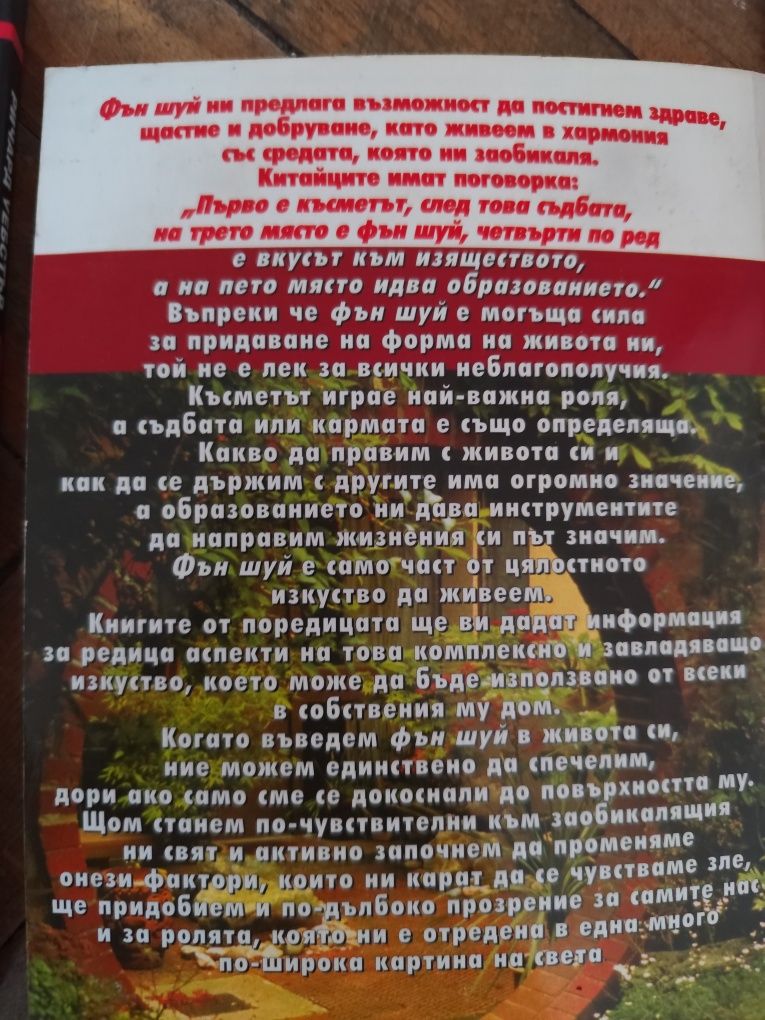 Фън шуй ни предлага възможност да постигнем здраве,
щастие и добруване, като живеем в хармония
със средата, която ни заобикаля.
Китайците имат поговорка:
„Първо е късметът, след това съдбата,
на трето място е фън шуй, четвърти по ред
е вкусът към изяществото,
а на пето място идва образованието."
Въпреки че фън шуй е могъща сила
за придаване на форма на живота ни,
той не е лек за всички неблагополучия.
Късметът играе най-важна роля,
а съдбата или кармата е също определяща.
Какво да правим с живота си и
как да се държим с другите има огромно значение,
а образованието ни дава инструментите
да направим жизнения си път значим.
Фън шуй е само част от цялостното
изкуство да живеем.
Книгите от поредицата ще ви дадат информация
за редица аспекти на това комплексно и завладяващо
изкуство, което може да бъде използвано от всеки
в собствения му дом.
Когато въведем фън шуй в живота си,
ние можем единствено да спечелим,
дори ако само сме се докоснали до повърхността му.
Щом станем по-чувствителни към заобикалящия
ни свят и активно започнем да променяме
онези фактори, които ни карат да се чувстваме зле,
ще придобием и по-дълбоко прозрение за самите нас
и за ролята, която ни е отредена в една много
по-широка картина на света
РИЧАРД УЕБСТЪР